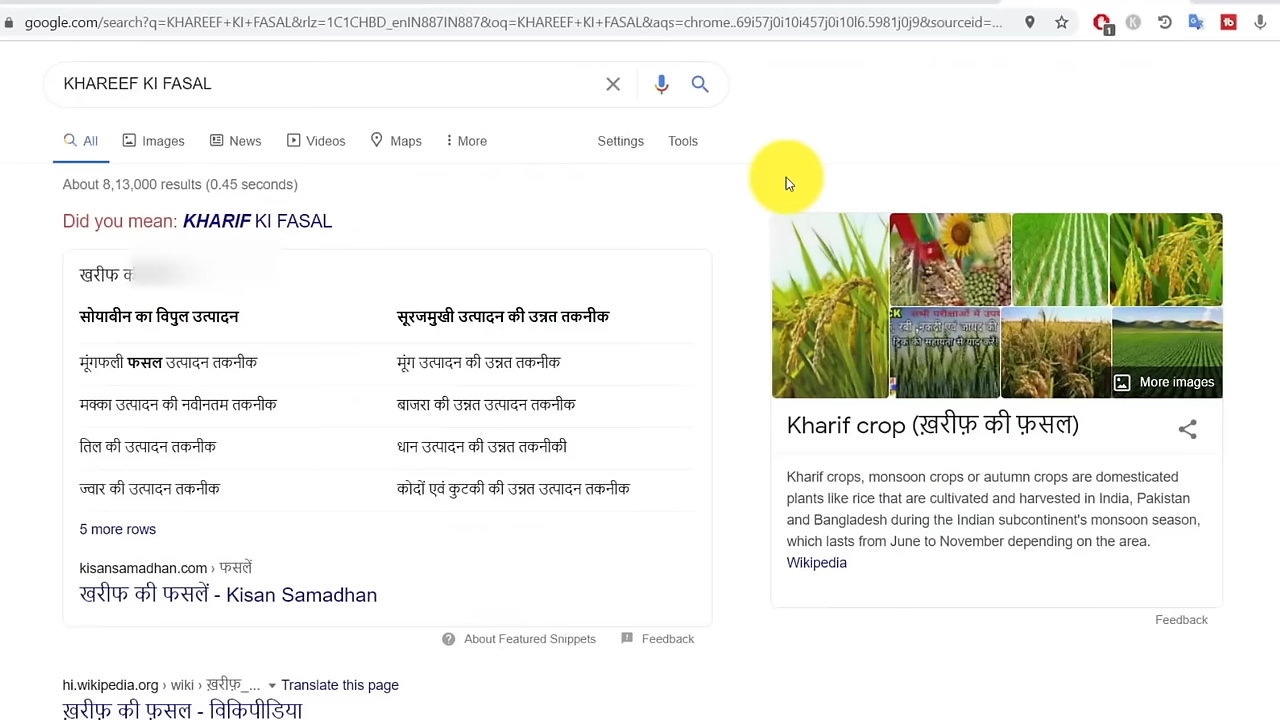 google.com/search?q=KHAREEF+KI+FASAL&rlz=1C1CHBD_enIN887IN887&oq=KHAREEF+KI+FASAL&aqs=chrome..69i57j0i10i457j0i10l6.5981j0j9&sourceid=...
1
KHAREEF KI FASAL
All Images News Videos Maps More Settings Tools
About 8,13,000 results (0.45 seconds)
Did you mean: KHARIF KI FASAL
खरीफ
सोयाबीन का विपुल उत्पादन सूरजमुखी उत्पादन की उन्नत तकनीक
मूंगफली फसल उत्पादन तकनीक मूंग उत्पादन की उन्नत तकनीक
मक्का उत्पादन की नवीनतम तकनीक बाजरा की उन्नत उत्पादन तकनीक
तिल की उत्पादन तकनीक धान उत्पादन की उन्नत तकनीकी
ज्वार की उत्पादन तकनीक कोदों एवं कुटकी की उन्नत उत्पादन तकनीक
5 more rows
kisansamadhan.com › फसलें
खरीफ की फसलें - Kisan Samadhan
About Featured Snippets Feedback
hi.wikipedia.org › wiki › ख़रीफ़_... Translate this page
ख़रीफ़ की फ़सल - विकिपीडिया
More images
Kharif crop (ख़रीफ़ की फ़सल)
Kharif crops, monsoon crops or autumn crops are domesticated
plants like rice that are cultivated and harvested in India, Pakistan
and Bangladesh during the Indian subcontinent's monsoon season,
which lasts from June to November depending on the area.
Wikipedia
Feedback